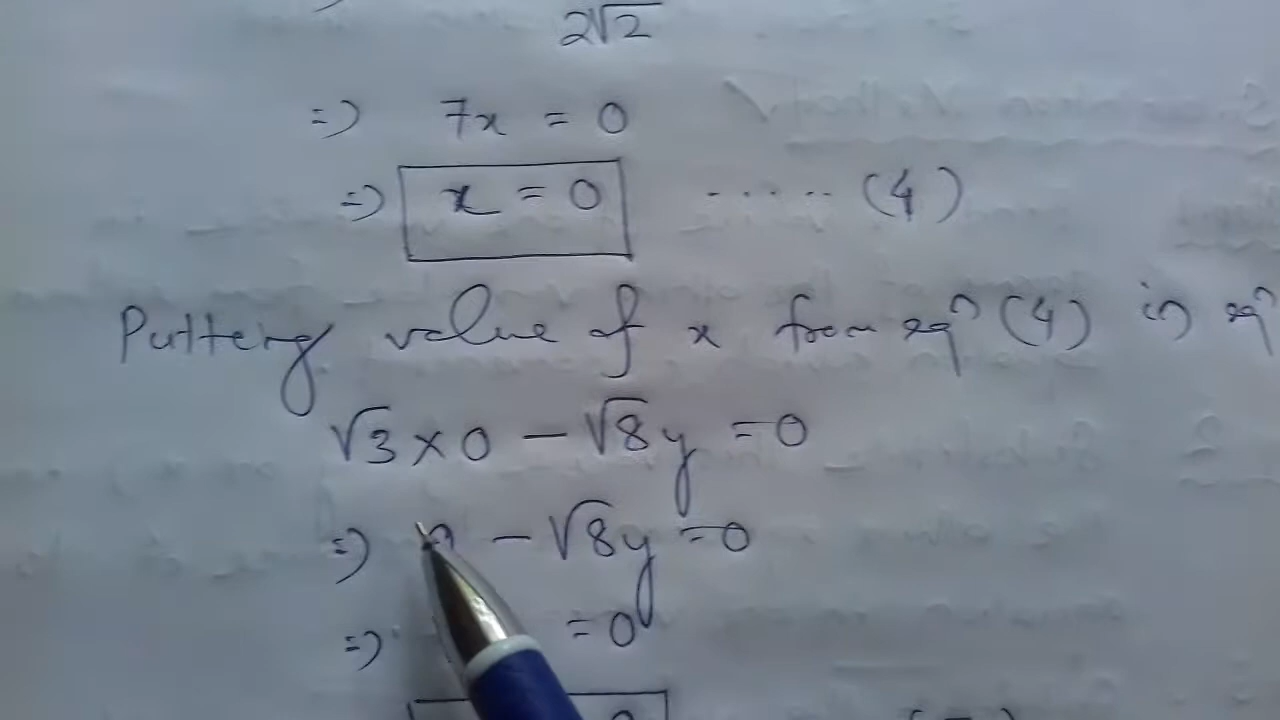 2√2
=> 7x = 0
=> x = 0 ..... (4)
Putting value of x from eqn (4) in eqn
√3 × 0 - √8y = 0
=> 0 - √8y = 0
=> = 0